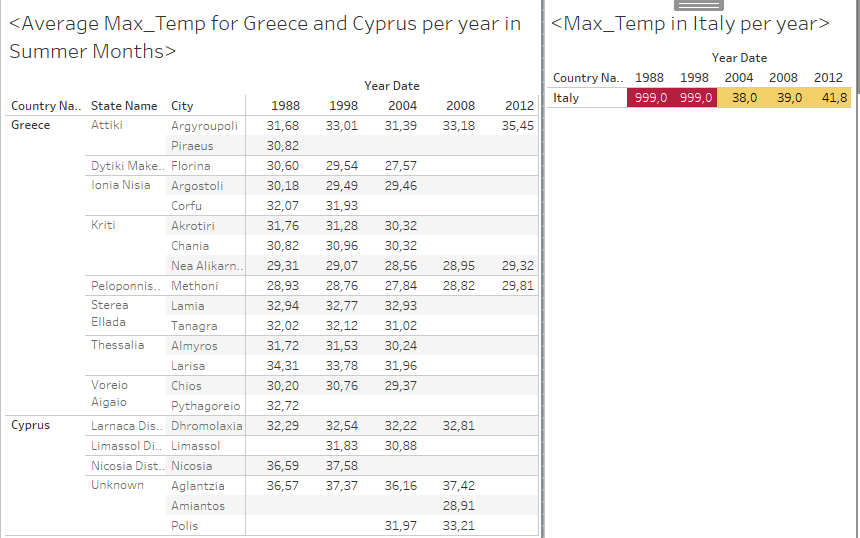 <Average Max_Temp for Greece and Cyprus per year in
Summer Months>
Year Date
Country Na.. State Name City 1988 1998 2004 2008 2012
Greece Attiki Argyroupoli 31,68 33,01 31,39 33,18 35,45
Piraeus 30,82
Dytiki Make.. Florina 30,60 29,54 27,57
Ionia Nisia Argostoli 30,18 29,49 29,46
Corfu 32,07 31,93
Kriti Akrotiri 31,76 31,28 30,32
Chania 30,82 30,96 30,32
Nea Alikarn.. 29,31 29,07 28,56 28,95 29,32
Peloponnis.. Methoni 28,93 28,76 27,84 28,82 29,81
Sterea Lamia 32,94 32,77 32,93
Ellada Tanagra 32,02 32,12 31,02
Thessalia Almyros 31,72 31,53 30,24
Larisa 34,31 33,78 31,96
Voreio Chios 30,20 30,76 29,37
Aigaio Pythagoreio 32,72
Cyprus Larnaca Dis.. Dhromolaxia 32,29 32,54 32,22 32,81
Limassol Di.. Limassol 31,83 30,88
Nicosia Dist.. Nicosia 36,59 37,58
Unknown Aglantzia 36,57 37,37 36,16 37,42
Amiantos 28,91
Polis 31,97 33,21
<Max_Temp in Italy per year>
Year Date
Country Na.. 1988 1998 2004 2008 2012
Italy 999,0 999,0 38,0 39,0 41,8